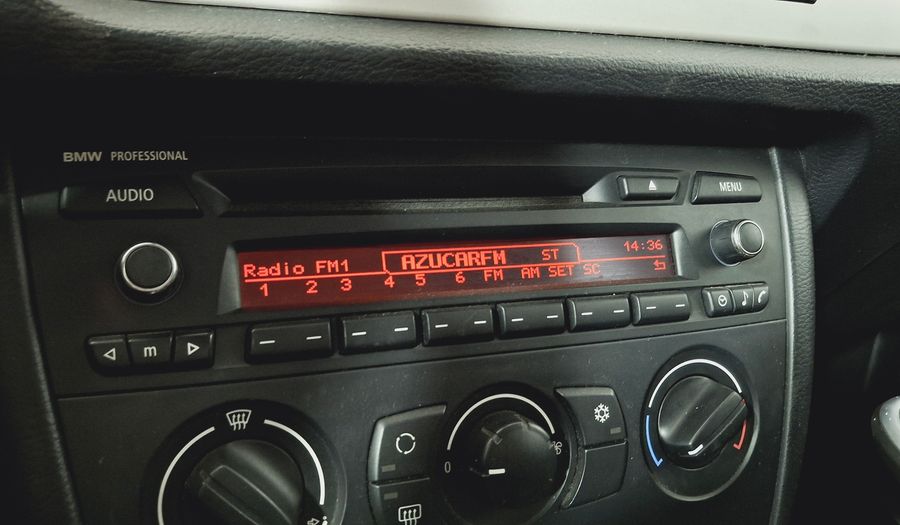 BMW PROFESSIONAL
AUDIO
MENU
Radio FM1 AZUCARFM ST 14:36
1 2 3 4 5 6 FM AM SET SC
m
0